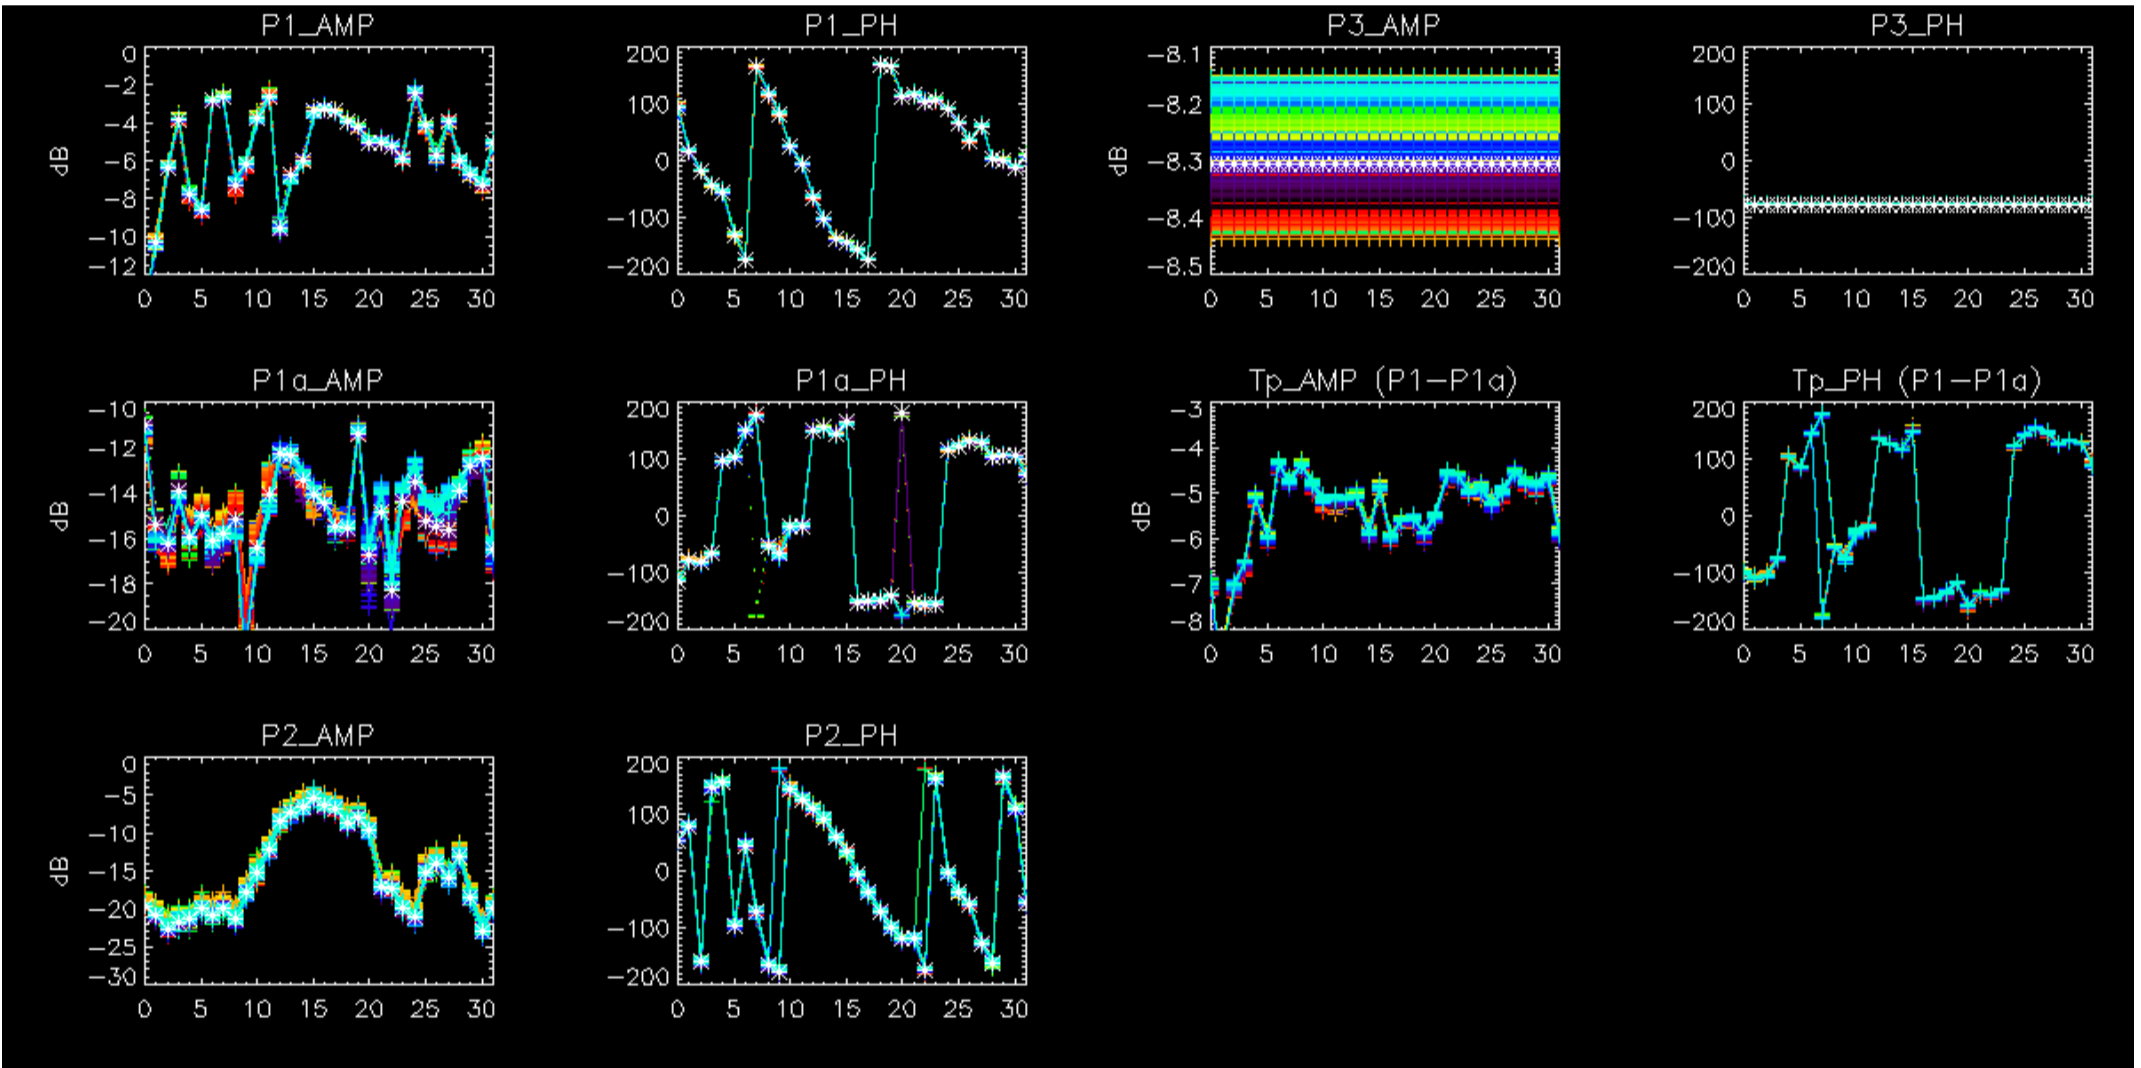 P1_AMP
0
−2
−4
−6
−8
−10
−12
dB
0 5 10 15 20 25 30
P1_PH
200
100
0
−100
−200
0 5 10 15 20 25 30
P3_AMP
−8.1
−8.2
−8.3
−8.4
−8.5
dB
0 5 10 15 20 25 30
P3_PH
200
100
0
−100
−200
0 5 10 15 20 25 30
P1a_AMP
−10
−12
−14
−16
−18
−20
dB
0 5 10 15 20 25 30
P1a_PH
200
100
0
−100
−200
0 5 10 15 20 25 30
Tp_AMP (P1−P1a)
−3
−4
−5
−6
−7
−8
dB
0 5 10 15 20 25 30
Tp_PH (P1−P1a)
200
100
0
−100
−200
0 5 10 15 20 25 30
P2_AMP
0
−5
−10
−15
−20
−25
−30
dB
0 5 10 15 20 25 30
P2_PH
200
100
0
−100
−200
0 5 10 15 20 25 30